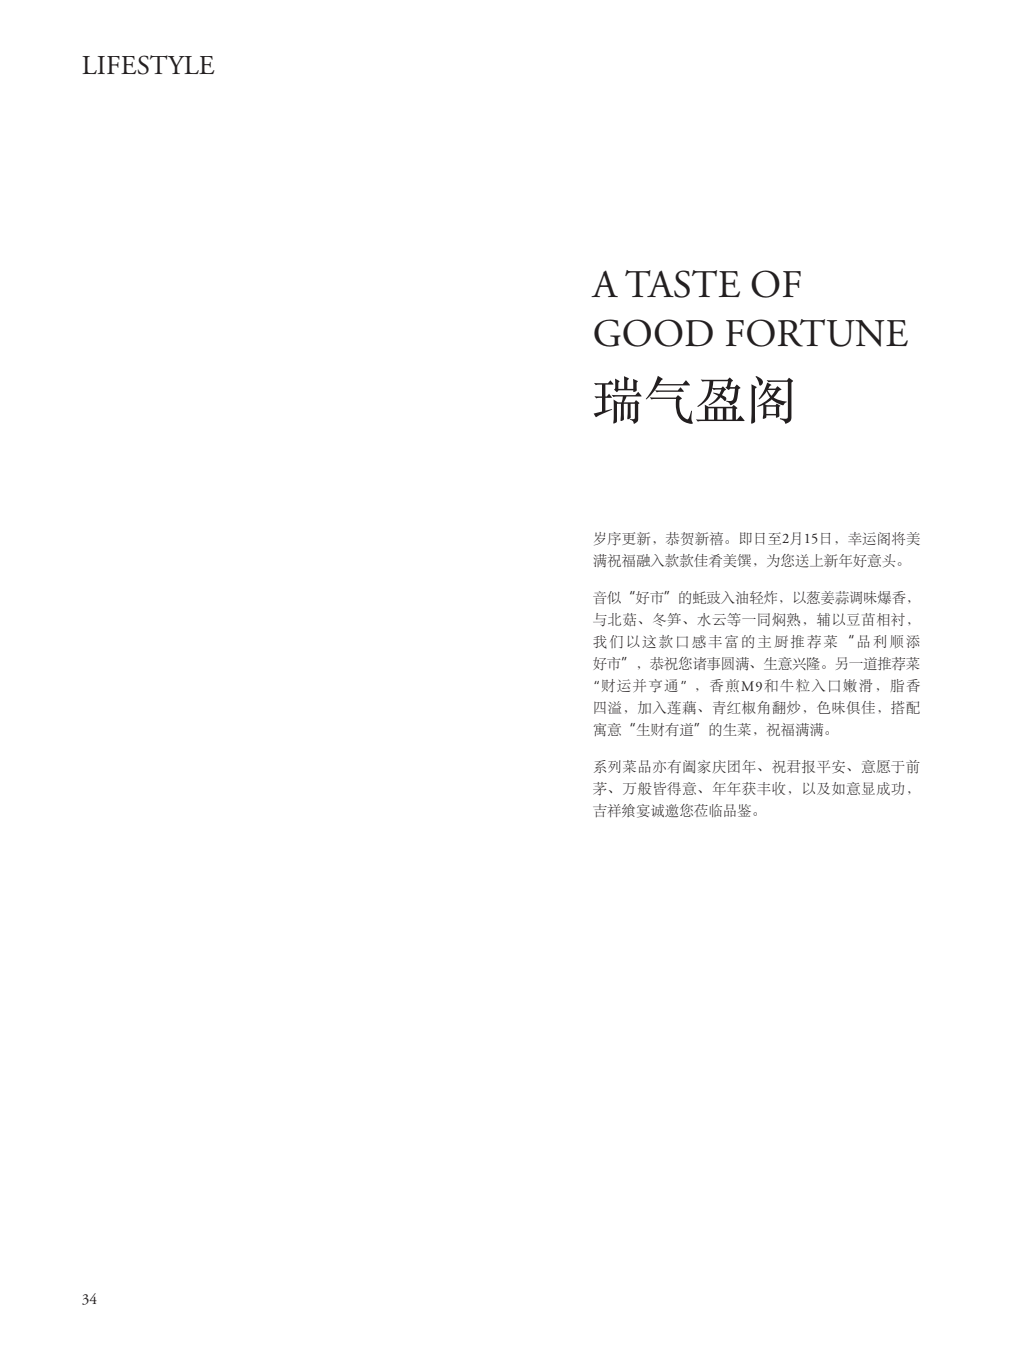 LIFESTYLE
A TASTE OF
GOOD FORTUNE
瑞气盈阁
岁序更新，恭贺新禧。即日至2月15日，幸运阁将美
满祝福融入款款佳肴美馔，为您送上新年好意头。
音似“好市”的蚝豉入油轻炸，以葱姜蒜调味爆香，
与北菇、冬笋、水云等一同焖熟，辅以豆苗相衬，
我们以这款口感丰富的主厨推荐菜“品利顺添
好市”，恭祝您诸事圆满、生意兴隆。另一道推荐菜
“财运并亨通”，香煎M9和牛粒入口嫩滑，脂香
四溢，加入莲藕、青红椒角翻炒，色味俱佳，搭配
寓意“生财有道”的生菜，祝福满满。
系列菜品亦有阖家庆团年、祝君报平安、意愿于前
茅、万般皆得意、年年获丰收，以及如意显成功，
吉祥飨宴诚邀您莅临品鉴。
34